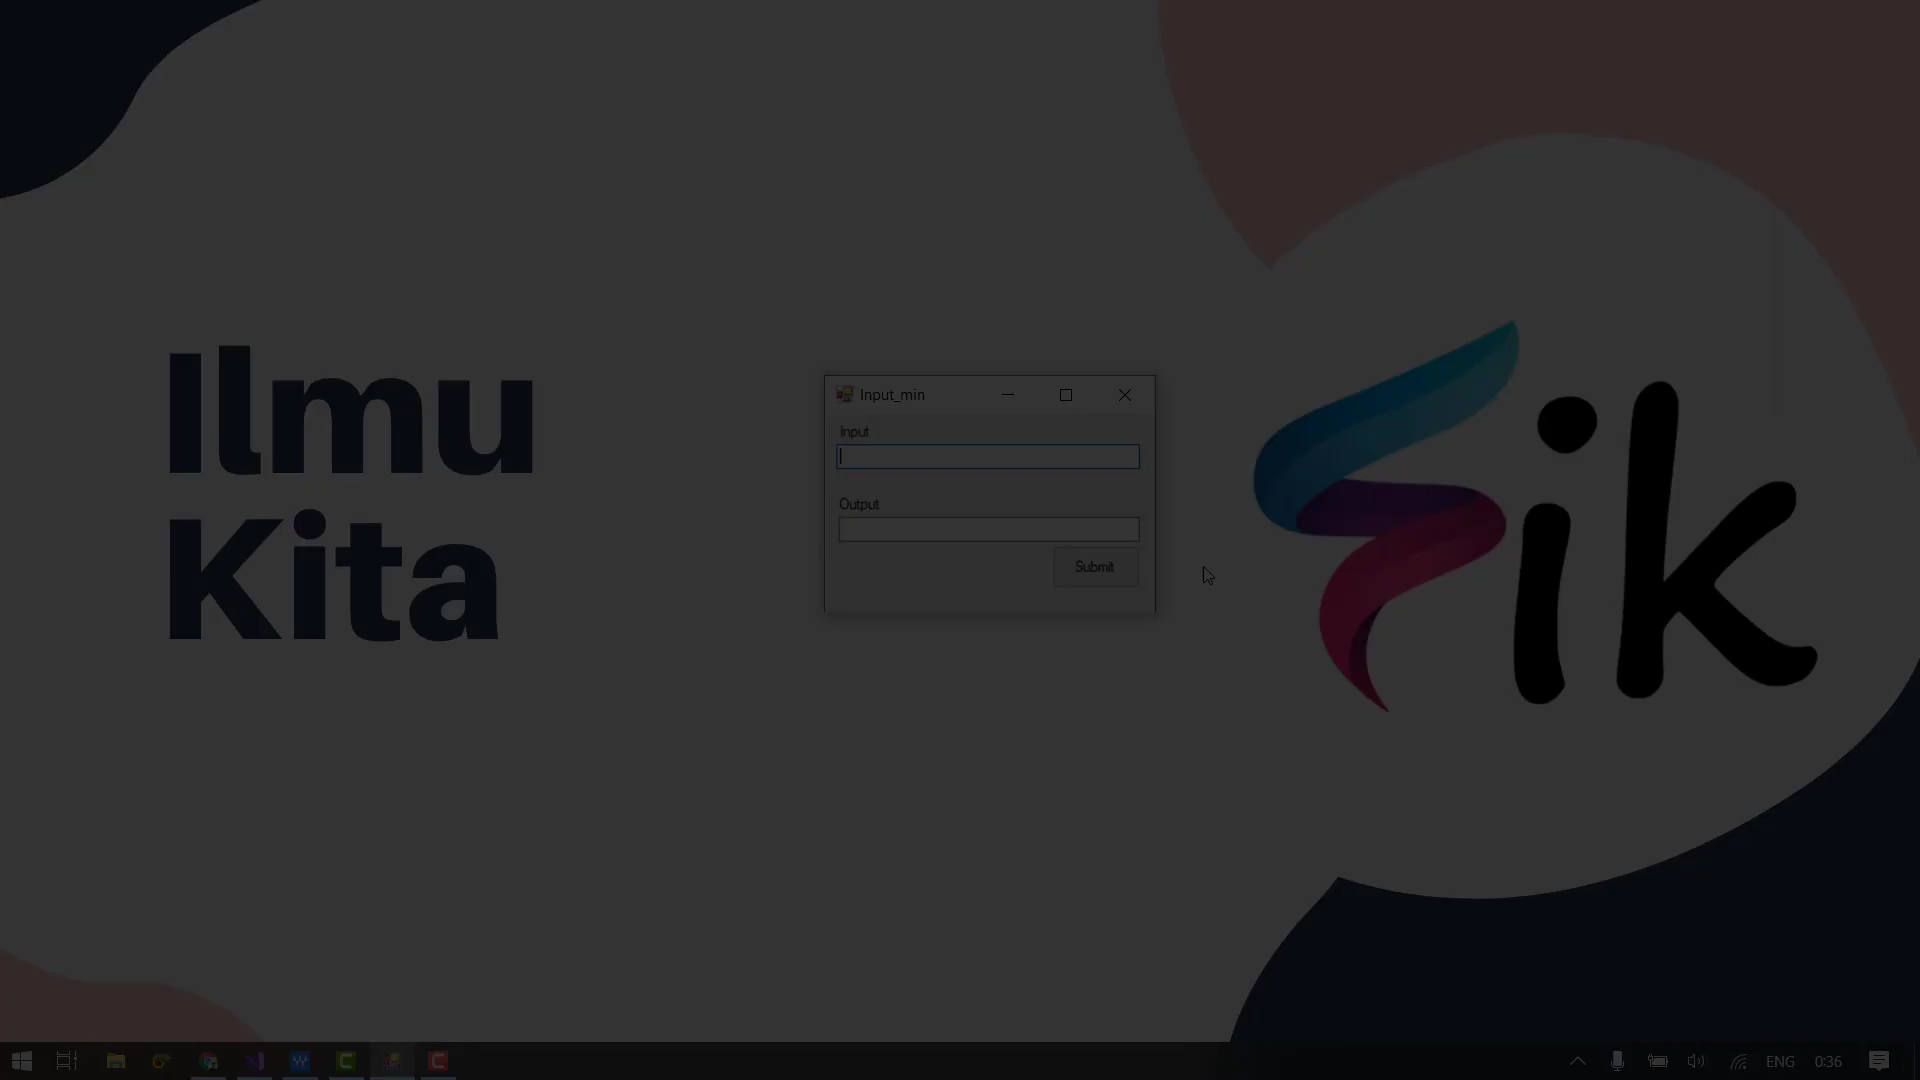 Ilmu
Kita
Input_min
Input
Output
Submit
ik
ENG
0:36